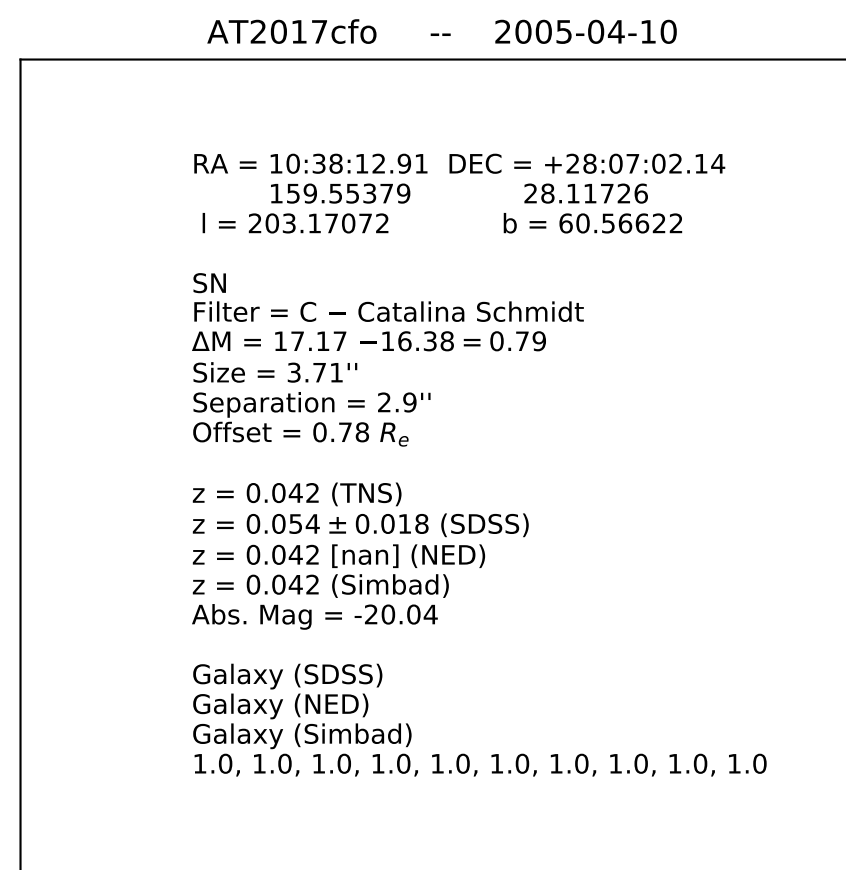 AT2017cfo -- 2005-04-10
RA = 10:38:12.91 DEC = +28:07:02.14
159.55379 28.11726
l = 203.17072 b = 60.56622
SN
Filter = C − Catalina Schmidt
ΔM = 17.17 −16.38 = 0.79
Size = 3.71''
Separation = 2.9''
Offset = 0.78 Rₑ
z = 0.042 (TNS)
z = 0.054 ± 0.018 (SDSS)
z = 0.042 [nan] (NED)
z = 0.042 (Simbad)
Abs. Mag = -20.04
Galaxy (SDSS)
Galaxy (NED)
Galaxy (Simbad)
1.0, 1.0, 1.0, 1.0, 1.0, 1.0, 1.0, 1.0, 1.0, 1.0